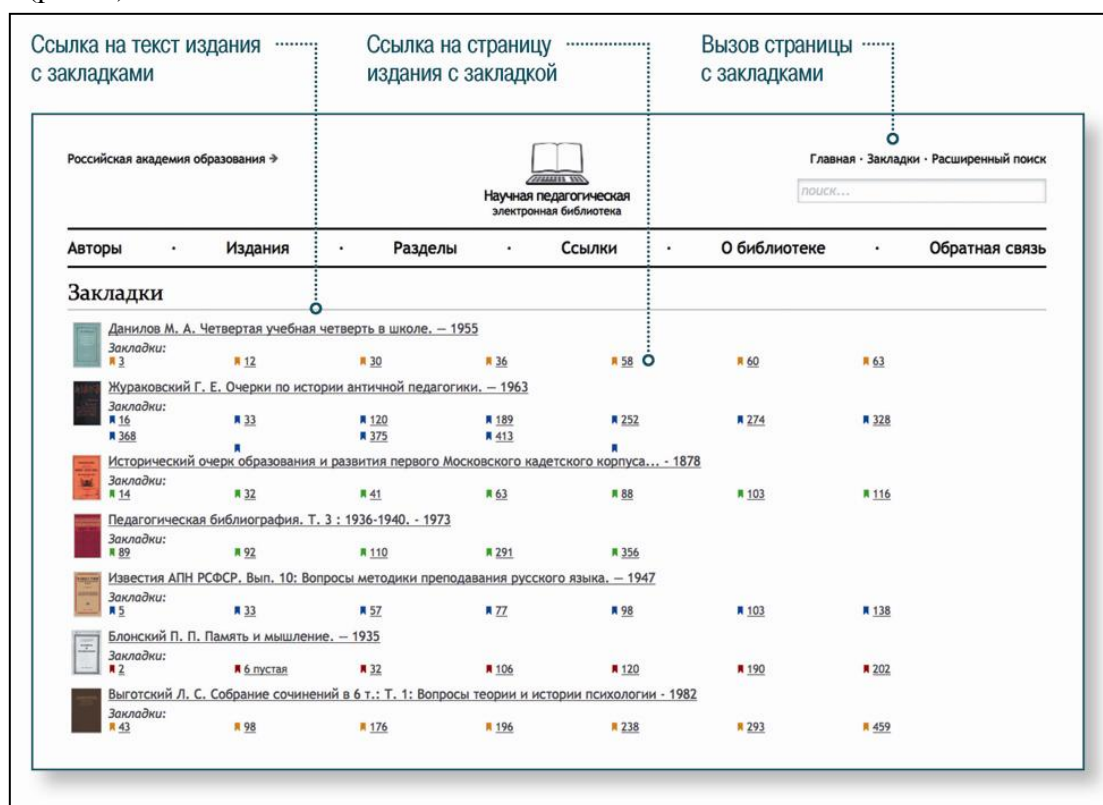 Ссылка на текст издания
с закладками
Ссылка на страницу
издания с закладкой
Вызов страницы
с закладками
Российская академия образования →
Научная педагогическая
электронная библиотека
Главная · Закладки · Расширенный поиск
поиск...
Авторы · Издания · Разделы · Ссылки · О библиотеке · Обратная связь
Закладки
Данилов М. А. Четвертая учебная четверть в школе. — 1955
Закладки:
3 12 30 36 58 60 63
Жураковский Г. Е. Очерки по истории античной педагогики. — 1963
Закладки:
16 33 120 189 252 274 328
368 375 413
Исторический очерк образования и развития первого Московского кадетского корпуса... - 1878
Закладки:
14 32 41 63 88 103 116
Педагогическая библиография. Т. 3 : 1936-1940. - 1973
Закладки:
89 92 110 291 356
Известия АПН РСФСР. Вып. 10: Вопросы методики преподавания русского языка. — 1947
Закладки:
5 33 57 77 98 103 138
Блонский П. П. Память и мышление. — 1935
Закладки:
2 6 пустая 32 106 120 190 202
Выготский Л. С. Собрание сочинений в 6 т.: Т. 1: Вопросы теории и истории психологии - 1982
Закладки:
43 98 176 196 238 293 459